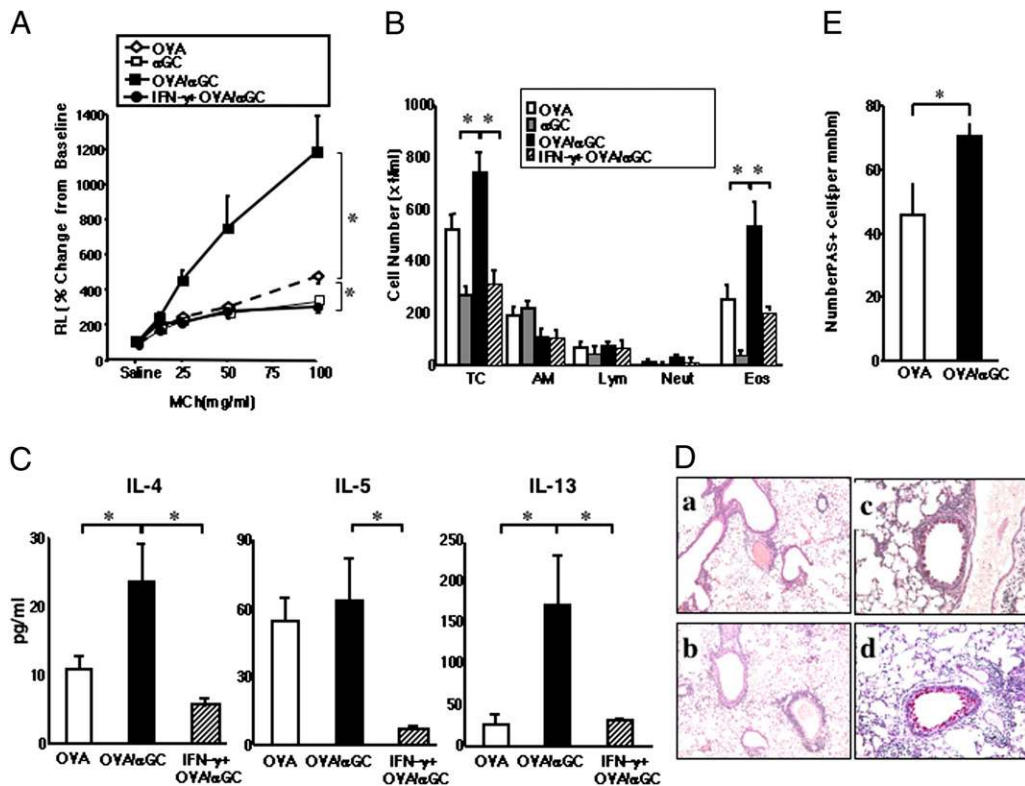 A
OVA
αGC
OVA/αGC
IFN-γ+ OVA/αGC
RL (% Change from Baseline
1400
1200
1000
800
600
400
200
0
*
*
Saline 25 50 75 100
MCh(mg/ml)
B
OVA
αGC
OVA/αGC
IFN-γ+ OVA/αGC
Cell Number
1000
800
600
400
200
0
* *
* *
TC AM Lym Neut Eos
E
*
NumberPAS+ Cells per mmbm
80
60
40
20
0
OVA OVA/αGC
C
IL-4
* *
pg/ml
30
20
10
0
OVA OVA/αGC IFN-γ+
OVA/αGC
IL-5
*
90
60
30
0
OVA OVA/αGC IFN-γ+
OVA/αGC
IL-13
* *
250
200
150
100
50
0
OVA OVA/αGC IFN-γ+
OVA/αGC
D
a
c
b
d